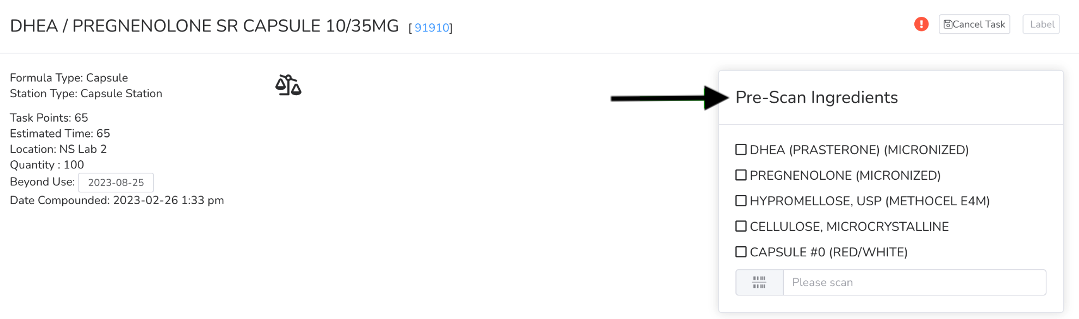 DHEA / PREGNENOLONE SR CAPSULE 10/35MG [ 91910]
Cancel Task
Label
Formula Type: Capsule
Station Type: Capsule Station
Task Points: 65
Estimated Time: 65
Location: NS Lab 2
Quantity : 100
Beyond Use: 2023-08-25
Date Compounded: 2023-02-26 1:33 pm
Pre-Scan Ingredients
DHEA (PRASTERONE) (MICRONIZED)
PREGNENOLONE (MICRONIZED)
HYPROMELLOSE, USP (METHOCEL E4M)
CELLULOSE, MICROCRYSTALLINE
CAPSULE #0 (RED/WHITE)
Please scan